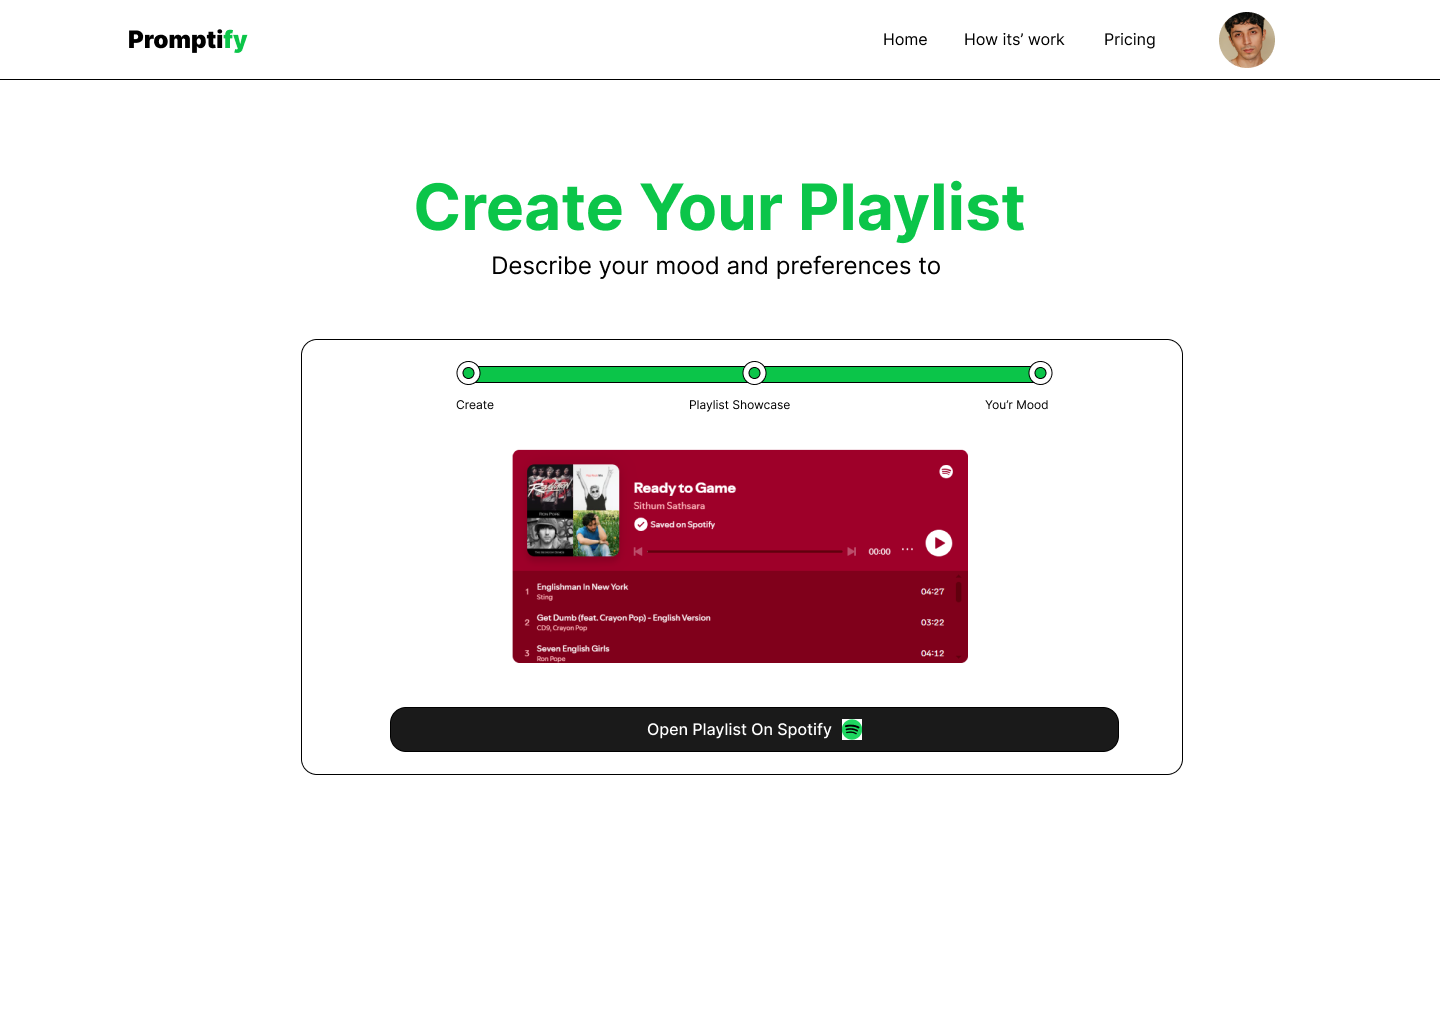 Promptify
Home How its’ work Pricing
Create Your Playlist
Describe your mood and preferences to
Create Playlist Showcase You’r Mood
Ready to Game
Sithum Sathsara
Saved on Spotify
00:00
1 Englishman In New York 04:27
Sting
2 Get Dumb (feat. Crayon Pop) - English Version 03:22
CD9, Crayon Pop
3 Seven English Girls 04:12
Ron Pope
Open Playlist On Spotify